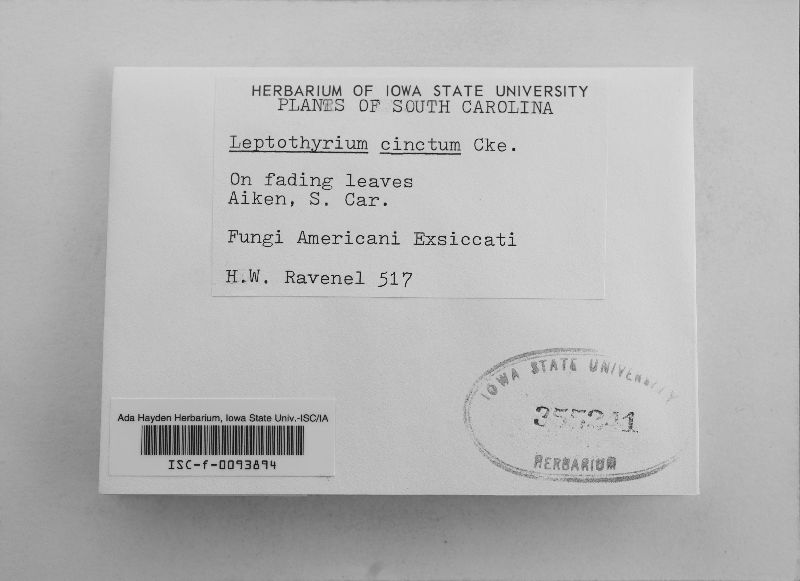 HERBARIUM OF IOWA STATE UNIVERSITY
PLANTS OF SOUTH CAROLINA
Leptothyrium cinctum Cke.
On fading leaves
Aiken, S. Car.
Fungi Americani Exsiccati
H.W. Ravenel 517
IOWA STATE UNIVERSITY
HERBARIUM
Ada Hayden Herbarium, Iowa State Univ.-ISC/IA
ISC-f-0093894